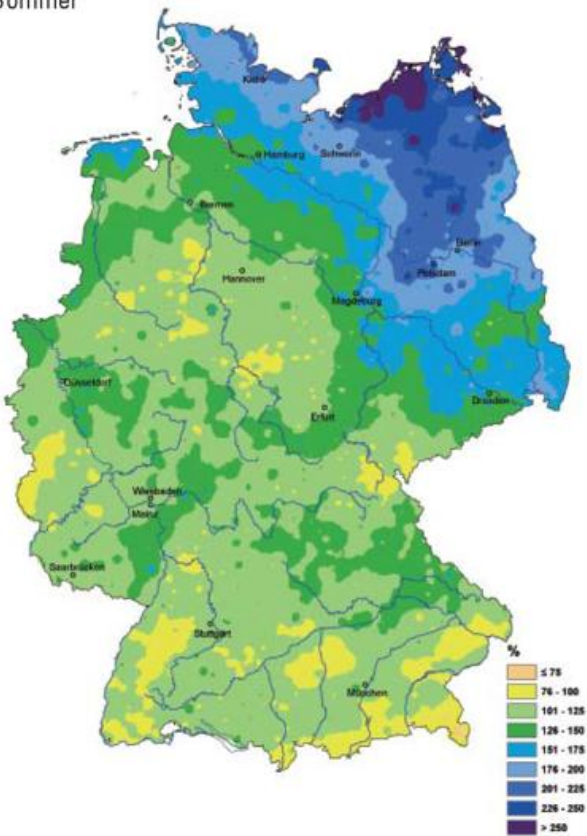 Sommer
Kiel
Hamburg
Schwerin
Bremen
Berlin
Potsdam
Hannover
Magdeburg
Düsseldorf
Dresden
Erfurt
Wiesbaden
Mainz
Saarbrücken
Stuttgart
München
%
≤ 75
76 - 100
101 - 125
126 - 150
151 - 175
176 - 200
201 - 225
226 - 250
> 250